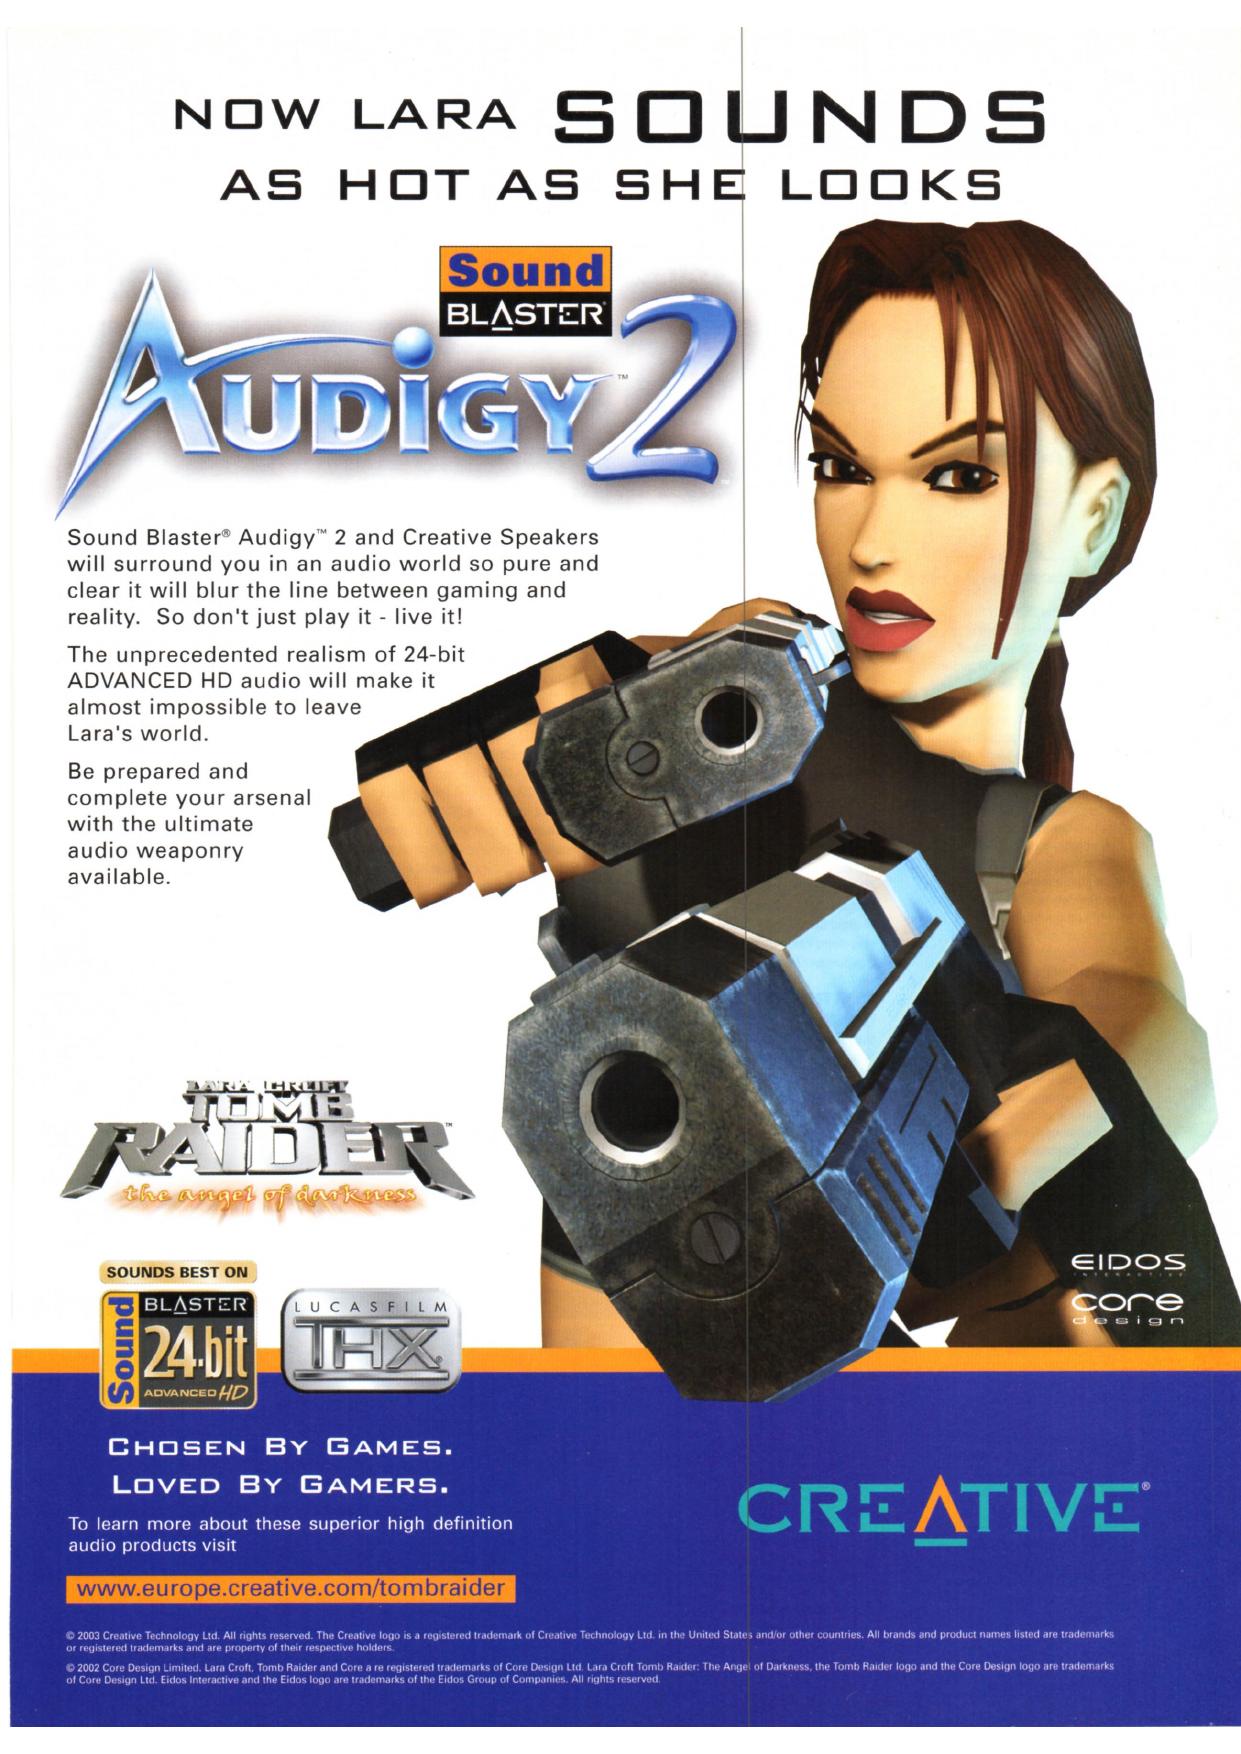 NOW LARA SOUNDS
AS HOT AS SHE LOOKS
Sound
BLASTER®
AUDIGY™ 2™
Sound Blaster® Audigy™ 2 and Creative Speakers
will surround you in an audio world so pure and
clear it will blur the line between gaming and
reality. So don't just play it - live it!
The unprecedented realism of 24-bit
ADVANCED HD audio will make it
almost impossible to leave
Lara's world.
Be prepared and
complete your arsenal
with the ultimate
audio weaponry
available.
LARA CROFT
TOMB
RAIDER™
the angel of darkness
EIDOS
INTERACTIVE
core
design
SOUNDS BEST ON
Sound
BLASTER®
24-bit
ADVANCED HD
LUCASFILM
THX®
CHOSEN BY GAMES.
LOVED BY GAMERS.
CREATIVE®
To learn more about these superior high definition
audio products visit
www.europe.creative.com/tombraider
© 2003 Creative Technology Ltd. All rights reserved. The Creative logo is a registered trademark of Creative Technology Ltd. in the United States and/or other countries. All brands and product names listed are trademarks
or registered trademarks and are property of their respective holders.
© 2002 Core Design Limited. Lara Croft, Tomb Raider and Core a re registered trademarks of Core Design Ltd. Lara Croft Tomb Raider: The Angel of Darkness, the Tomb Raider logo and the Core Design logo are trademarks
of Core Design Ltd. Eidos Interactive and the Eidos logo are trademarks of the Eidos Group of Companies. All rights reserved.